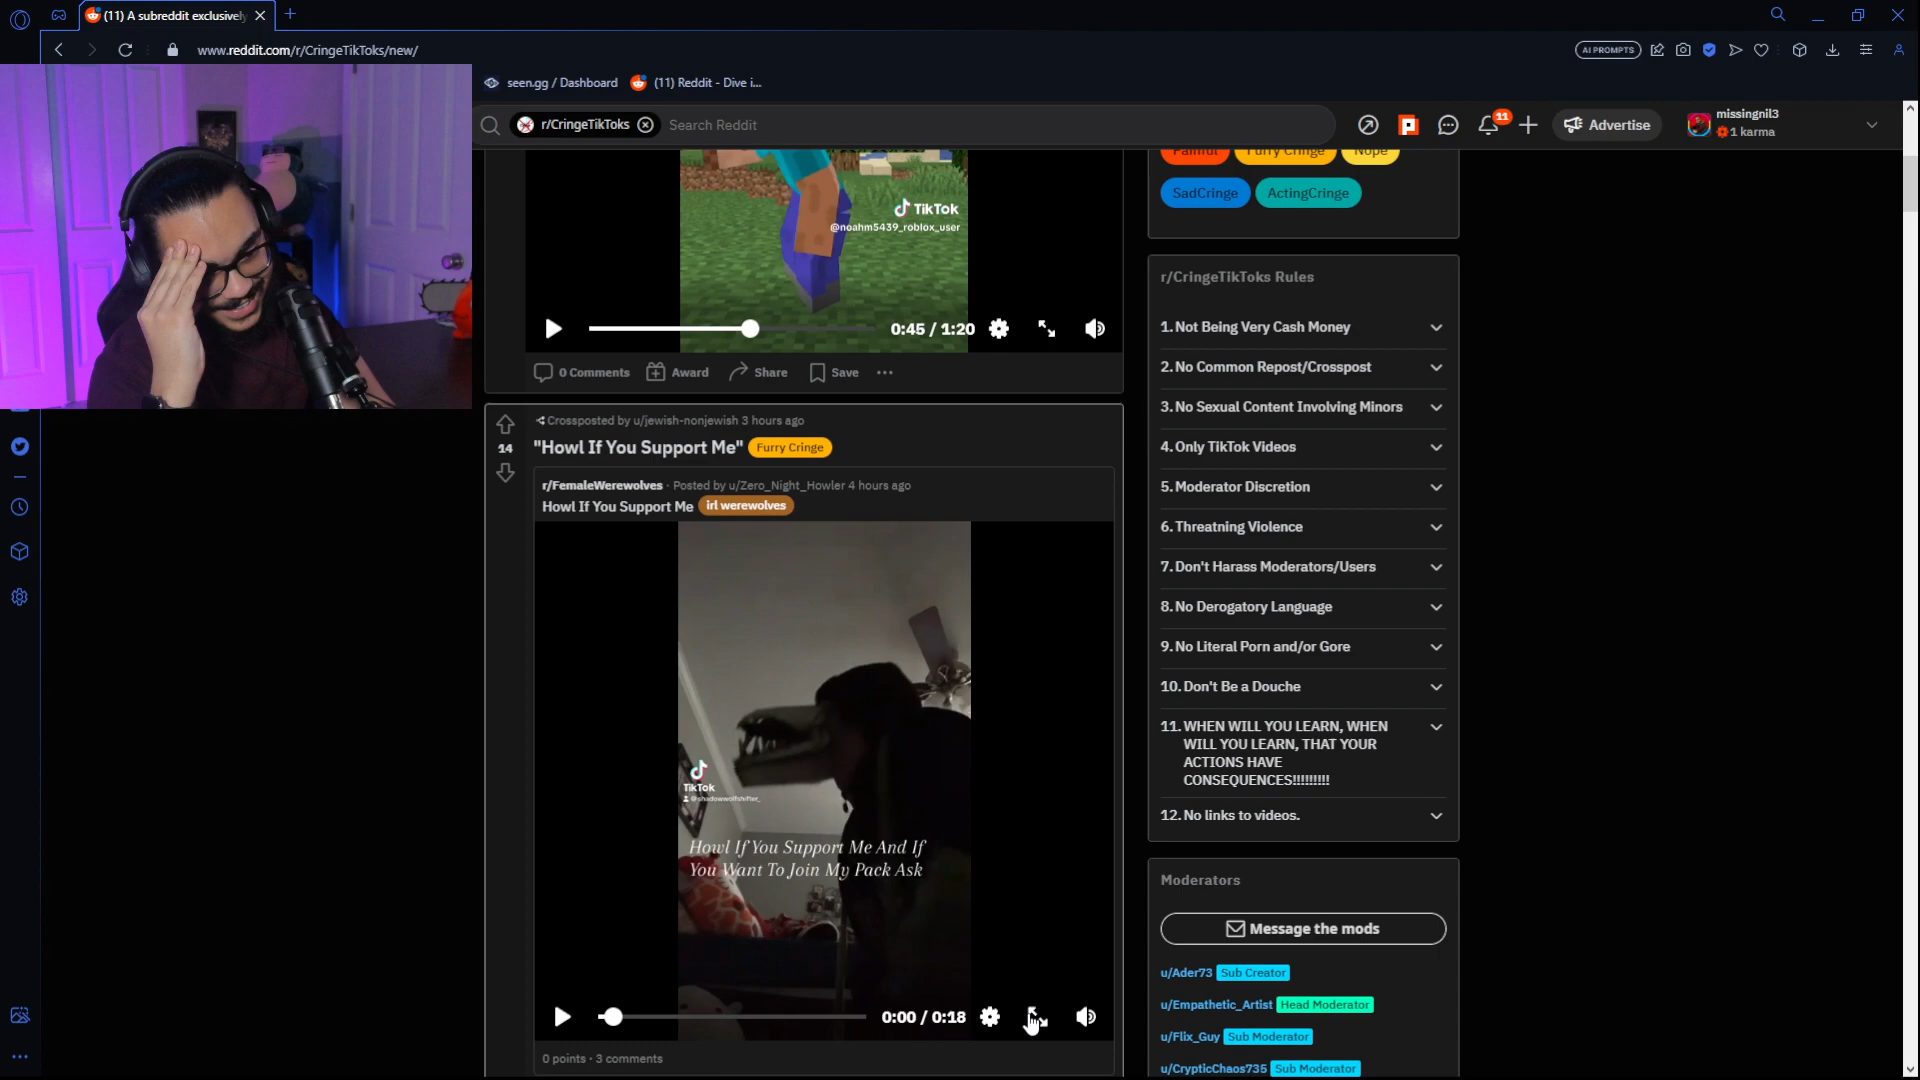 (11) A subreddit exclusively
www.reddit.com/r/CringeTikToks/new/
AI PROMPTS
seen.gg / Dashboard
(11) Reddit - Dive i...
r/CringeTikToks
Search Reddit
11
Advertise
missingnil3
1 karma
TikTok
@noahm5439_roblox_user
0:45 / 1:20
0 Comments
Award
Share
Save
Crossposted by u/jewish-nonjewish 3 hours ago
14
"Howl If You Support Me"
Furry Cringe
r/FemaleWerewolves · Posted by u/Zero_Night_Howler 4 hours ago
Howl If You Support Me
irl werewolves
TikTok
@shadowwolfshifter_
Howl If You Support Me And If
You Want To Join My Pack Ask
0:00 / 0:18
0 points · 3 comments
Painful
Furry Cringe
Nope
SadCringe
ActingCringe
r/CringeTikToks Rules
1. Not Being Very Cash Money
2. No Common Repost/Crosspost
3. No Sexual Content Involving Minors
4. Only TikTok Videos
5. Moderator Discretion
6. Threatning Violence
7. Don't Harass Moderators/Users
8. No Derogatory Language
9. No Literal Porn and/or Gore
10. Don't Be a Douche
11. WHEN WILL YOU LEARN, WHEN
WILL YOU LEARN, THAT YOUR
ACTIONS HAVE
CONSEQUENCES!!!!!!!!!
12. No links to videos.
Moderators
Message the mods
u/Ader73 Sub Creator
u/Empathetic_Artist Head Moderator
u/Flix_Guy Sub Moderator
u/CrypticChaos735 Sub Moderator